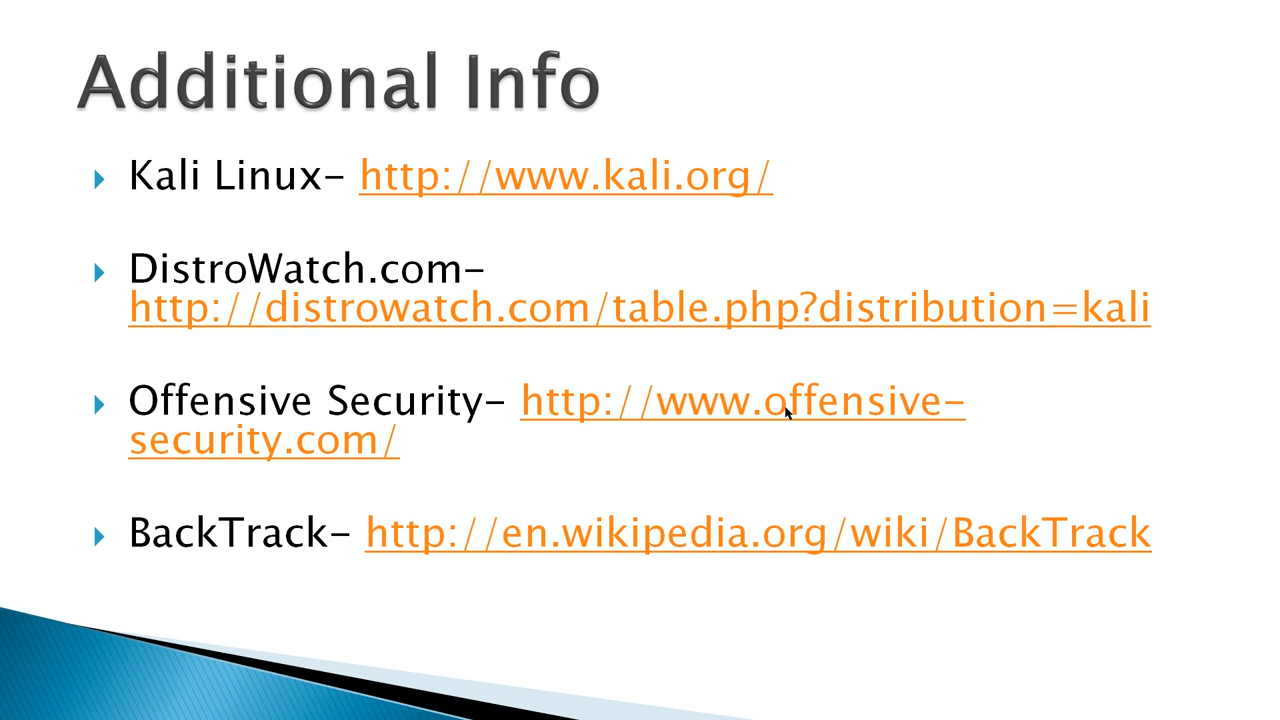 Additional Info
Kali Linux- http://www.kali.org/
DistroWatch.com-
http://distrowatch.com/table.php?distribution=kali
Offensive Security- http://www.offensive-
security.com/
BackTrack- http://en.wikipedia.org/wiki/BackTrack